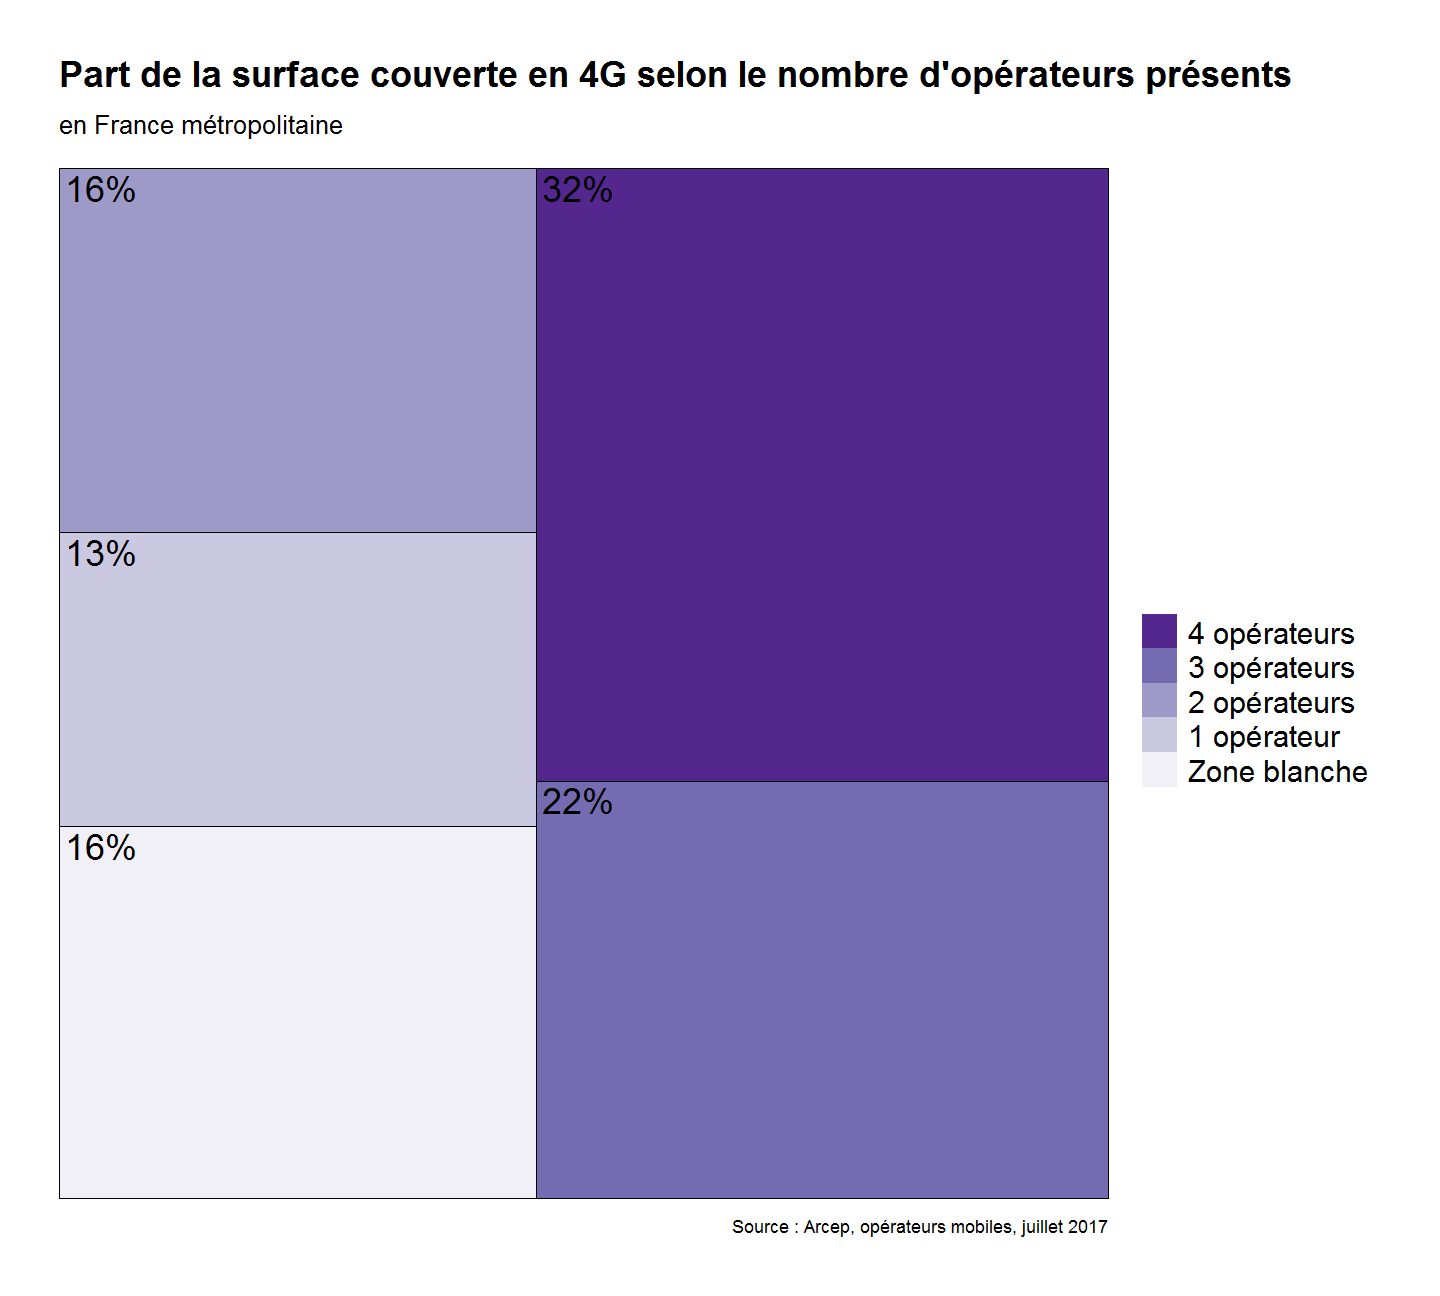 Part de la surface couverte en 4G selon le nombre d'opérateurs présents
en France métropolitaine
16%
32%
13%
22%
16%
4 opérateurs
3 opérateurs
2 opérateurs
1 opérateur
Zone blanche
Source : Arcep, opérateurs mobiles, juillet 2017